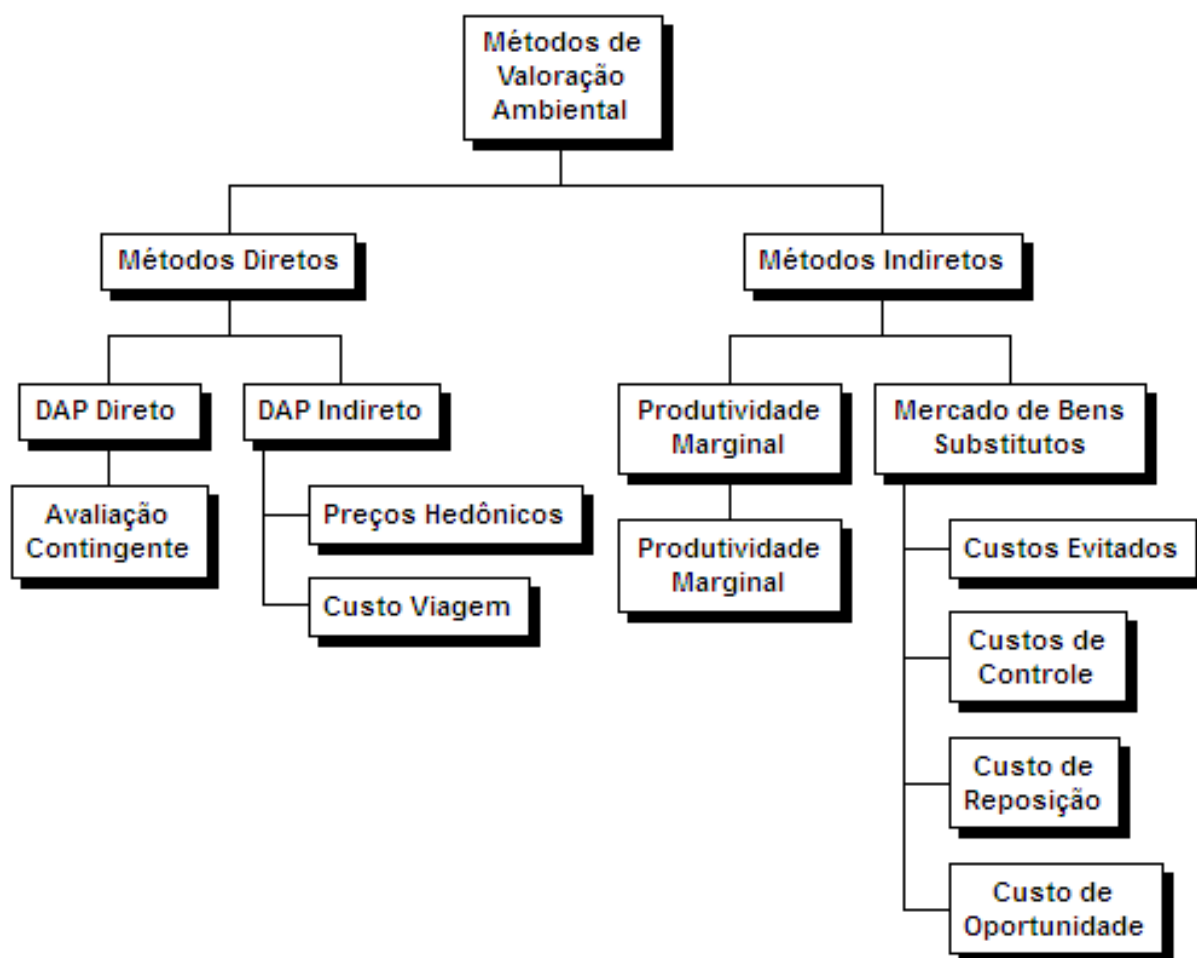 Métodos de
Valoração
Ambiental
Métodos Diretos
Métodos Indiretos
DAP Direto
DAP Indireto
Produtividade
Marginal
Mercado de Bens
Substitutos
Avaliação
Contingente
Preços Hedônicos
Custo Viagem
Produtividade
Marginal
Custos Evitados
Custos de
Controle
Custo de
Reposição
Custo de
Oportunidade